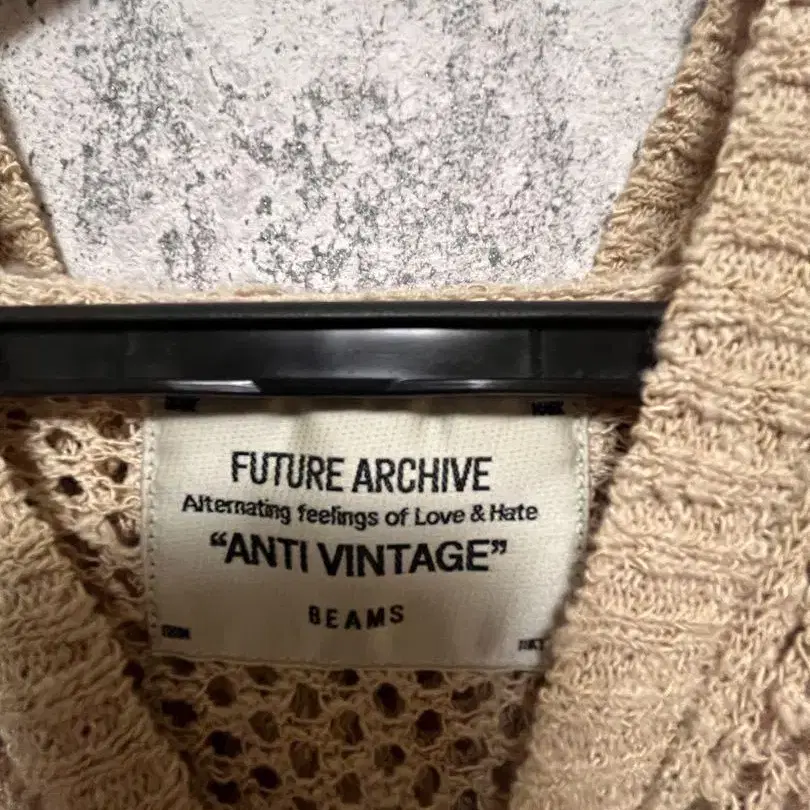 FUTURE ARCHIVE
Alternating feelings of Love & Hate
“ANTI VINTAGE”
BEAMS